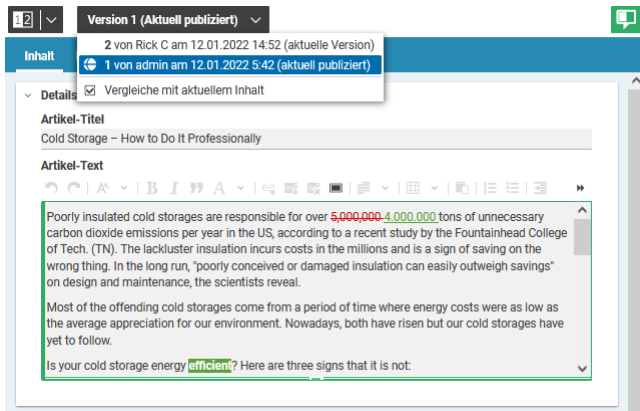 12
Version 1 (Aktuell publiziert)
2 von Rick C am 12.01.2022 14:52 (aktuelle Version)
1 von admin am 12.01.2022 5:42 (aktuell publiziert)
Vergleiche mit aktuellem Inhalt
Inhalt
Details
Artikel-Titel
Cold Storage – How to Do It Professionally
Artikel-Text
Poorly insulated cold storages are responsible for over 5,000,000 4.000.000 tons of unnecessary
carbon dioxide emissions per year in the US, according to a recent study by the Fountainhead College
of Tech. (TN). The lackluster insulation incurs costs in the millions and is a sign of saving on the
wrong thing. In the long run, "poorly conceived or damaged insulation can easily outweigh savings"
on design and maintenance, the scientists reveal.
Most of the offending cold storages come from a period of time where energy costs were as low as
the average appreciation for our environment. Nowadays, both have risen but our cold storages have
yet to follow.
Is your cold storage energy efficient? Here are three signs that it is not: